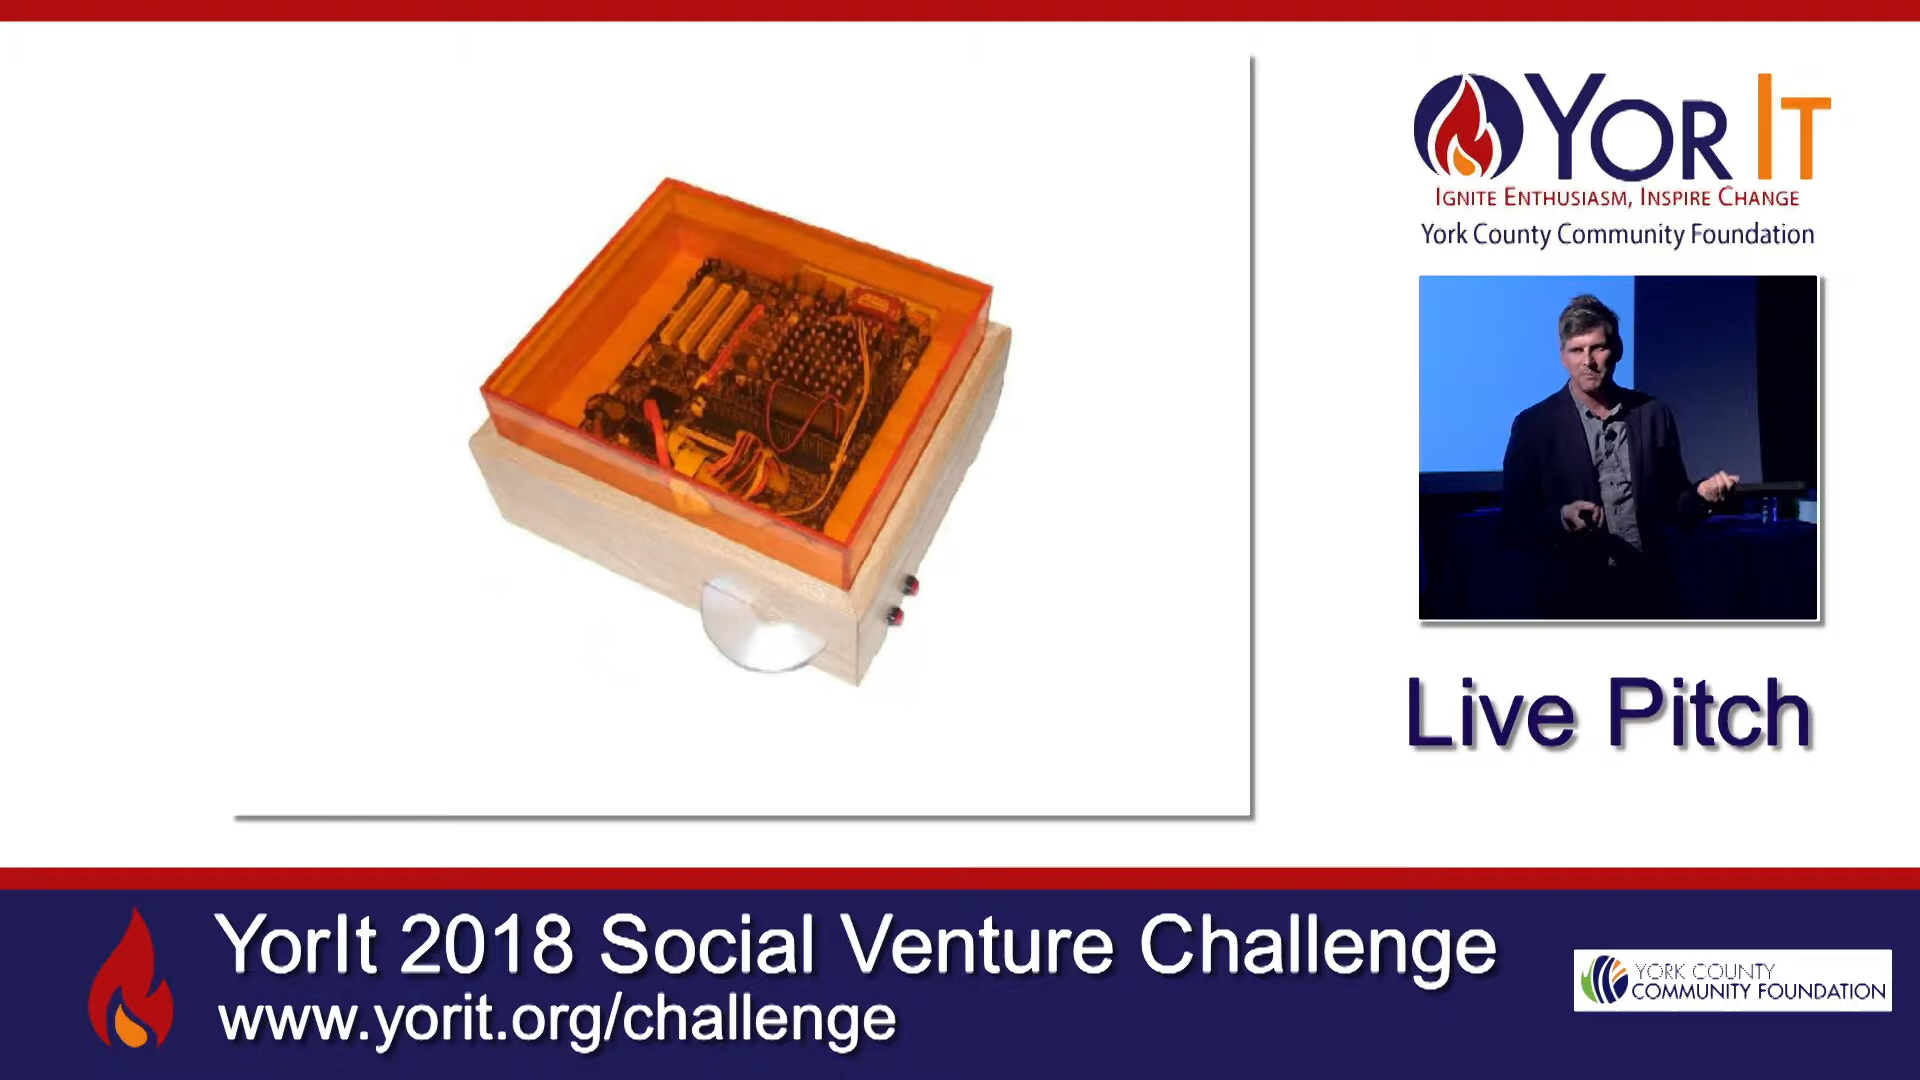 YOR IT
IGNITE ENTHUSIASM, INSPIRE CHANGE
York County Community Foundation
Live Pitch
YorIt 2018 Social Venture Challenge
www.yorit.org/challenge
YORK COUNTY
COMMUNITY FOUNDATION